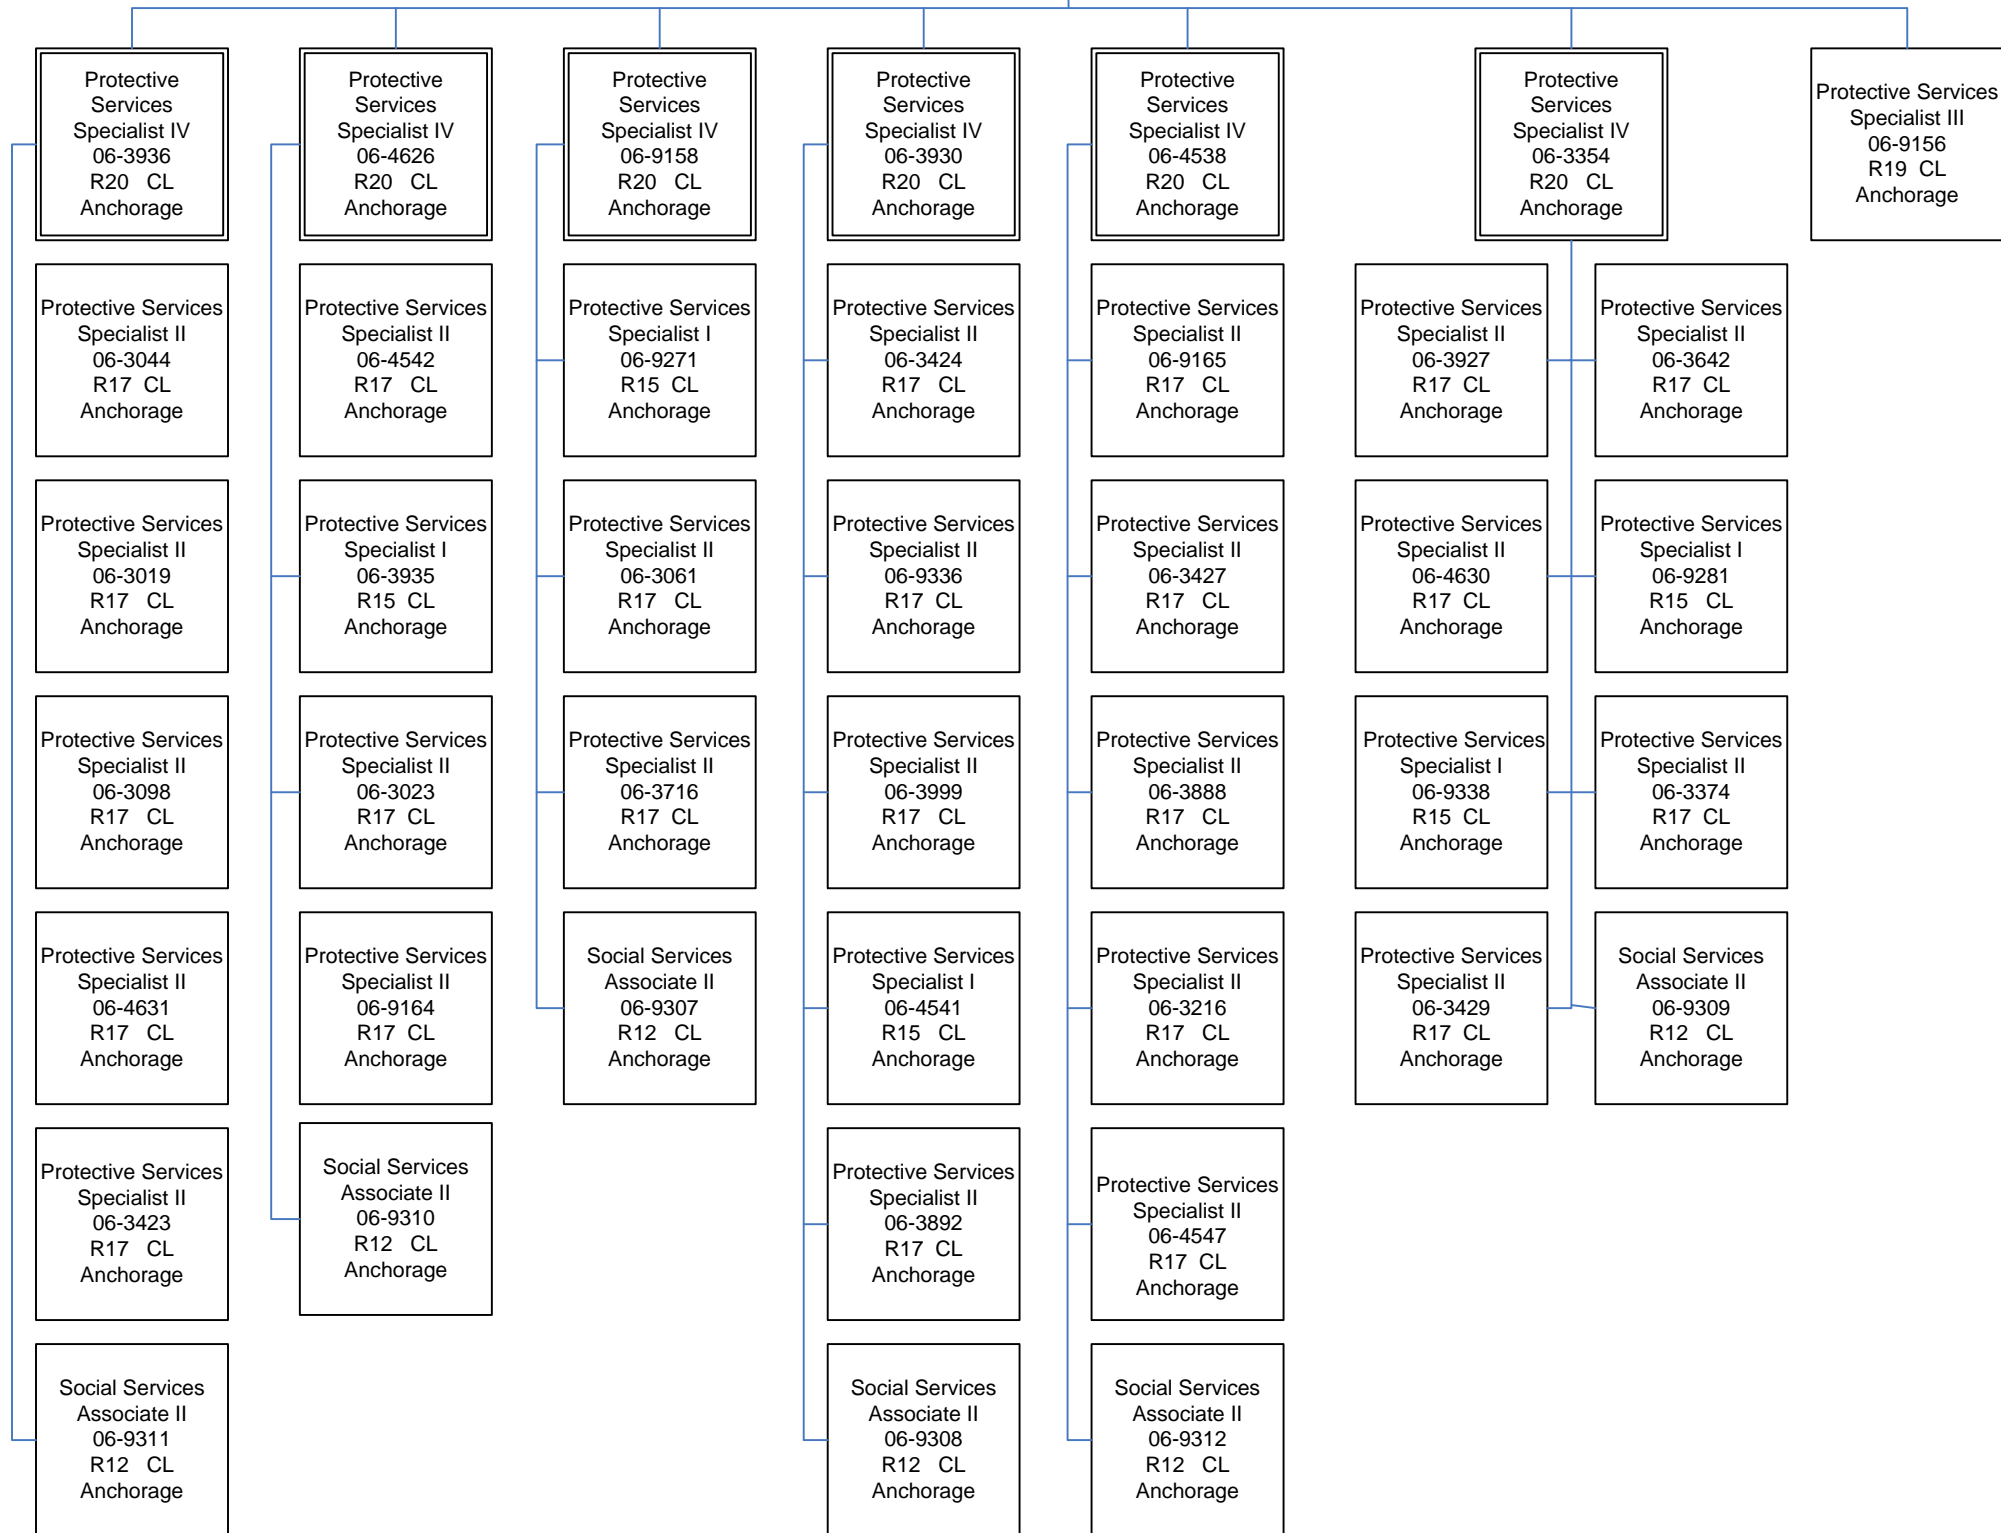 Protective
Services
Specialist IV
06-3936
R20 CL
Anchorage
Protective Services
Specialist II
06-3044
R17 CL
Anchorage
Protective Services
Specialist II
06-3019
R17 CL
Anchorage
Protective Services
Specialist II
06-3098
R17 CL
Anchorage
Protective Services
Specialist II
06-4631
R17 CL
Anchorage
Protective Services
Specialist II
06-3423
R17 CL
Anchorage
Social Services
Associate II
06-9311
R12 CL
Anchorage
Protective
Services
Specialist IV
06-4626
R20 CL
Anchorage
Protective Services
Specialist II
06-4542
R17 CL
Anchorage
Protective Services
Specialist I
06-3935
R15 CL
Anchorage
Protective Services
Specialist II
06-3023
R17 CL
Anchorage
Protective Services
Specialist II
06-9164
R17 CL
Anchorage
Social Services
Associate II
06-9310
R12 CL
Anchorage
Protective
Services
Specialist IV
06-9158
R20 CL
Anchorage
Protective Services
Specialist I
06-9271
R15 CL
Anchorage
Protective Services
Specialist II
06-3061
R17 CL
Anchorage
Protective Services
Specialist II
06-3716
R17 CL
Anchorage
Social Services
Associate II
06-9307
R12 CL
Anchorage
Protective
Services
Specialist IV
06-3930
R20 CL
Anchorage
Protective Services
Specialist II
06-3424
R17 CL
Anchorage
Protective Services
Specialist II
06-9336
R17 CL
Anchorage
Protective Services
Specialist II
06-3999
R17 CL
Anchorage
Protective Services
Specialist I
06-4541
R15 CL
Anchorage
Protective Services
Specialist II
06-3892
R17 CL
Anchorage
Social Services
Associate II
06-9308
R12 CL
Anchorage
Protective
Services
Specialist IV
06-4538
R20 CL
Anchorage
Protective Services
Specialist II
06-9165
R17 CL
Anchorage
Protective Services
Specialist II
06-3427
R17 CL
Anchorage
Protective Services
Specialist II
06-3888
R17 CL
Anchorage
Protective Services
Specialist II
06-3216
R17 CL
Anchorage
Protective Services
Specialist II
06-4547
R17 CL
Anchorage
Social Services
Associate II
06-9312
R12 CL
Anchorage
Protective
Services
Specialist IV
06-3354
R20 CL
Anchorage
Protective Services
Specialist II
06-3927
R17 CL
Anchorage
Protective Services
Specialist II
06-3642
R17 CL
Anchorage
Protective Services
Specialist II
06-4630
R17 CL
Anchorage
Protective Services
Specialist I
06-9281
R15 CL
Anchorage
Protective Services
Specialist I
06-9338
R15 CL
Anchorage
Protective Services
Specialist II
06-3374
R17 CL
Anchorage
Protective Services
Specialist II
06-3429
R17 CL
Anchorage
Social Services
Associate II
06-9309
R12 CL
Anchorage
Protective Services
Specialist III
06-9156
R19 CL
Anchorage